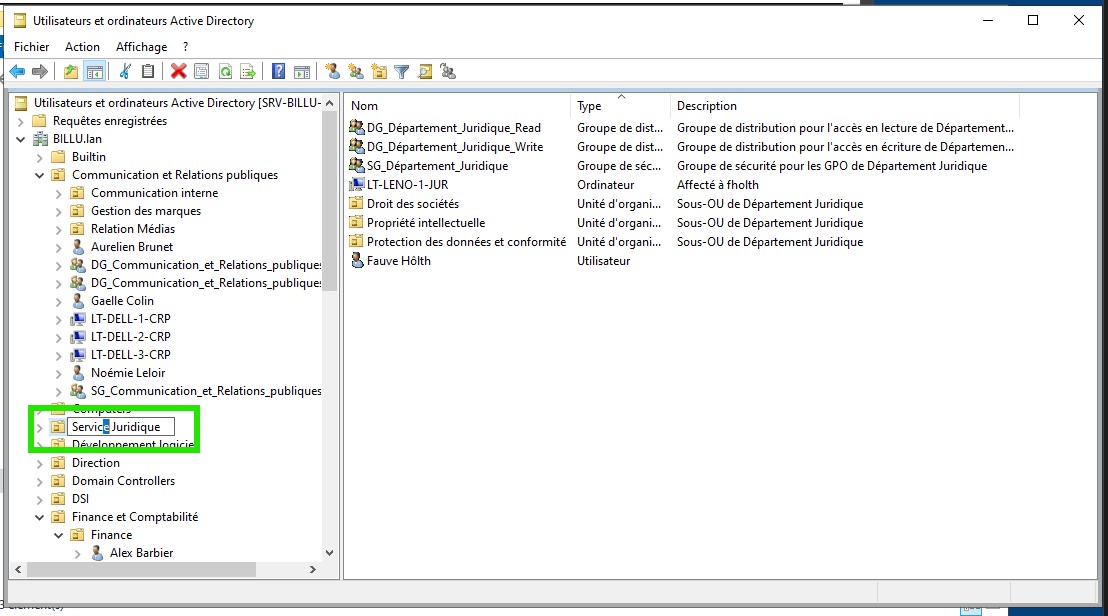 Utilisateurs et ordinateurs Active Directory
Fichier Action Affichage ?
Utilisateurs et ordinateurs Active Directory [SRV-BILLU-
Requêtes enregistrées
BILLU.lan
Builtin
Communication et Relations publiques
Communication interne
Gestion des marques
Relation Médias
Aurelien Brunet
DG_Communication_et_Relations_publiques
DG_Communication_et_Relations_publiques
Gaelle Colin
LT-DELL-1-CRP
LT-DELL-2-CRP
LT-DELL-3-CRP
Noémie Leloir
SG_Communication_et_Relations_publiques
Computers
Service Juridique
Développement logicie
Direction
Domain Controllers
DSI
Finance et Comptabilité
Finance
Alex Barbier
Nom Type Description
DG_Département_Juridique_Read Groupe de dist... Groupe de distribution pour l'accès en lecture de Département...
DG_Département_Juridique_Write Groupe de dist... Groupe de distribution pour l'accès en écriture de Départemen...
SG_Département_Juridique Groupe de séc... Groupe de sécurité pour les GPO de Département Juridique
LT-LENO-1-JUR Ordinateur Affecté à fholth
Droit des sociétés Unité d'organi... Sous-OU de Département Juridique
Propriété intellectuelle Unité d'organi... Sous-OU de Département Juridique
Protection des données et conformité Unité d'organi... Sous-OU de Département Juridique
Fauve Hôlth Utilisateur